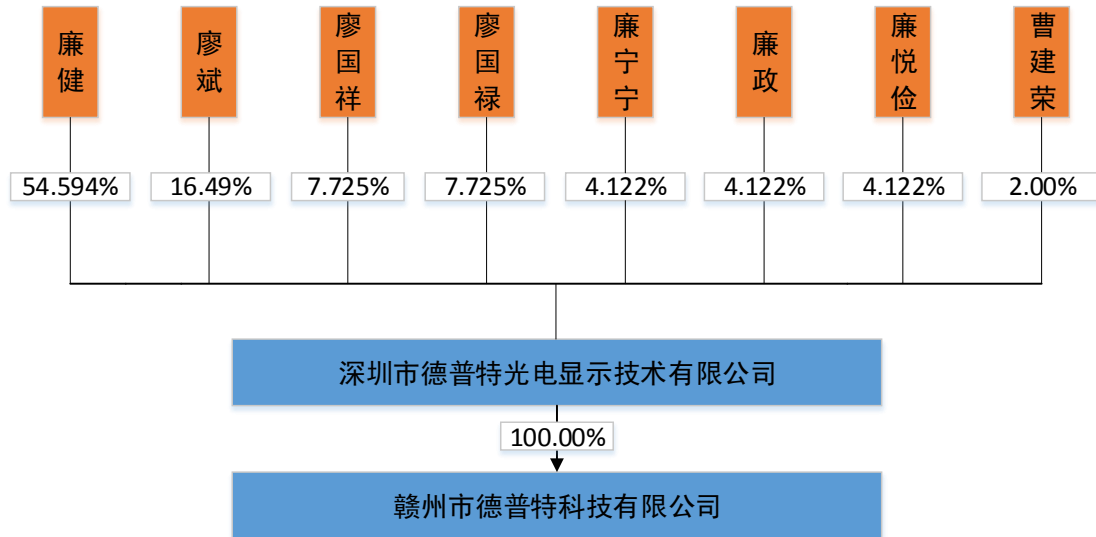 廉健
廖斌
廖国祥
廖国禄
廉宁宁
廉政
廉悦俭
曹建荣
54.594%
16.49%
7.725%
7.725%
4.122%
4.122%
4.122%
2.00%
深圳市德普特光电显示技术有限公司
100.00%
赣州市德普特科技有限公司